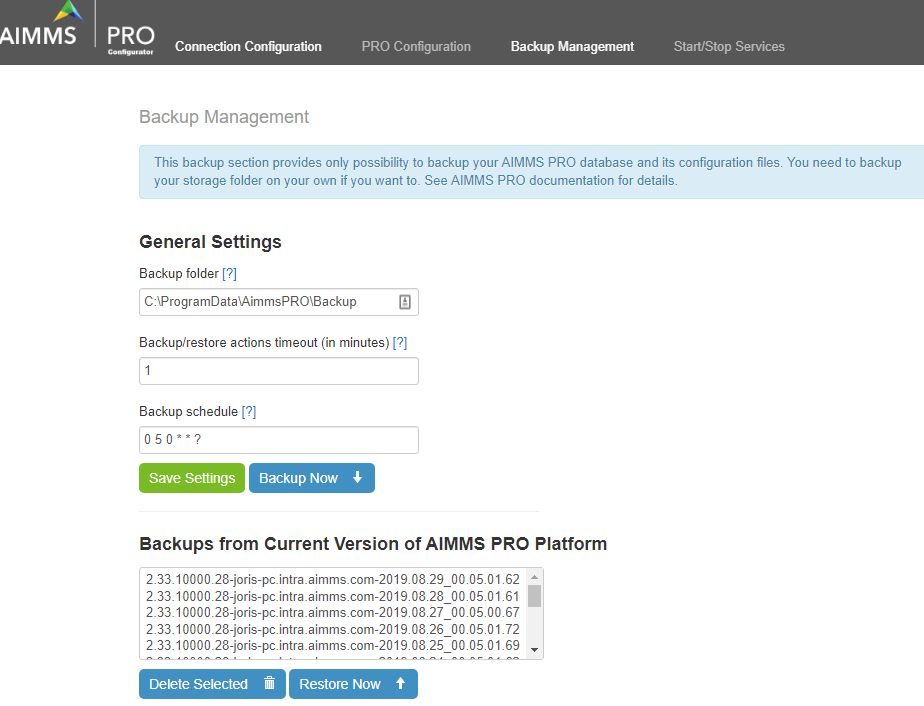 AIMMS
PRO
Configurator
Connection Configuration
PRO Configuration
Backup Management
Start/Stop Services
Backup Management
This backup section provides only possibility to backup your AIMMS PRO database and its configuration files. You need to backup
your storage folder on your own if you want to. See AIMMS PRO documentation for details.
General Settings
Backup folder [?]
C:\ProgramData\AimmsPRO\Backup
Backup/restore actions timeout (in minutes) [?]
1
Backup schedule [?]
0 5 0 * * ?
Save Settings
Backup Now
Backups from Current Version of AIMMS PRO Platform
2.33.10000.28-joris-pc.intra.aimms.com-2019.08.29_00.05.01.62
2.33.10000.28-joris-pc.intra.aimms.com-2019.08.28_00.05.01.61
2.33.10000.28-joris-pc.intra.aimms.com-2019.08.27_00.05.00.67
2.33.10000.28-joris-pc.intra.aimms.com-2019.08.26_00.05.01.72
2.33.10000.28-joris-pc.intra.aimms.com-2019.08.25_00.05.01.69
Delete Selected
Restore Now